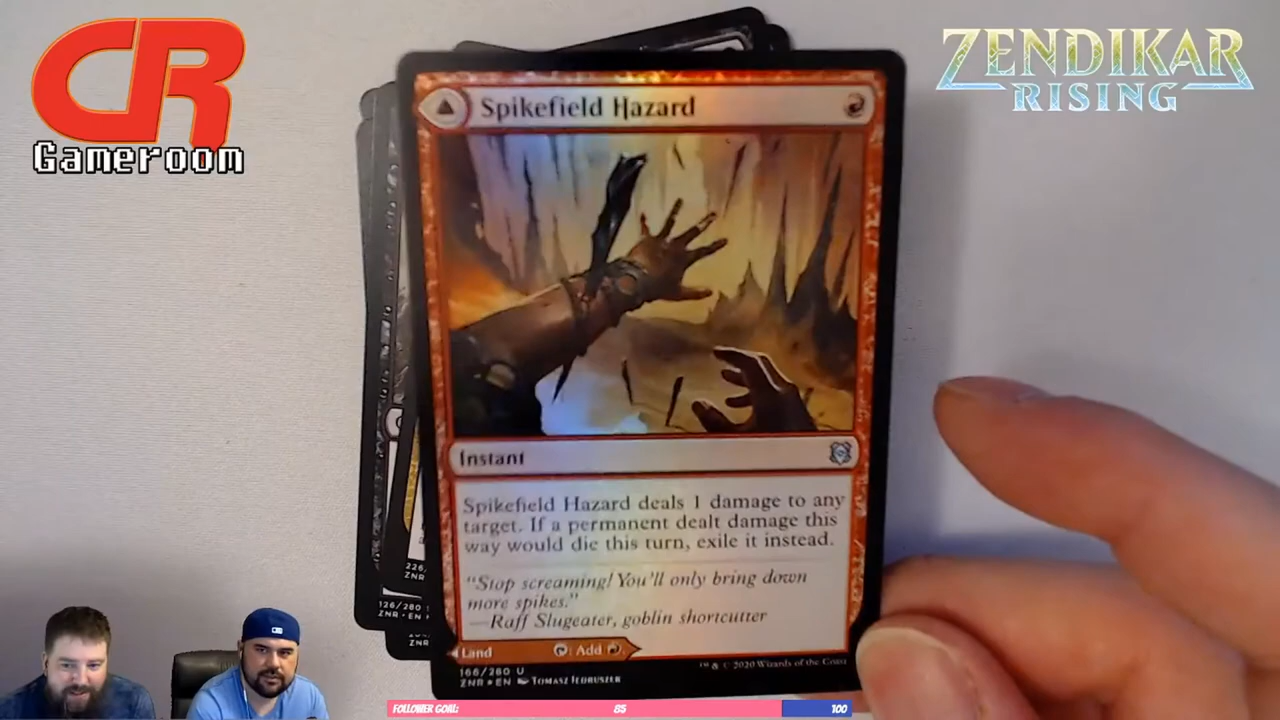 CR
Gameroom
ZENDIKAR
RISING
Spikefield Hazard
Instant
Spikefield Hazard deals 1 damage to any
target. If a permanent dealt damage this
way would die this turn, exile it instead.
"Stop screaming! You'll only bring down
more spikes."
—Raff Slugeater, goblin shortcutter
Land
: Add
166/280 U
ZNR ★ EN
™ & © 2020 Wizards of the Coast
226/
ZNR
126/280
ZNR • EN
ZNR
FOLLOWER GOAL:
85
100